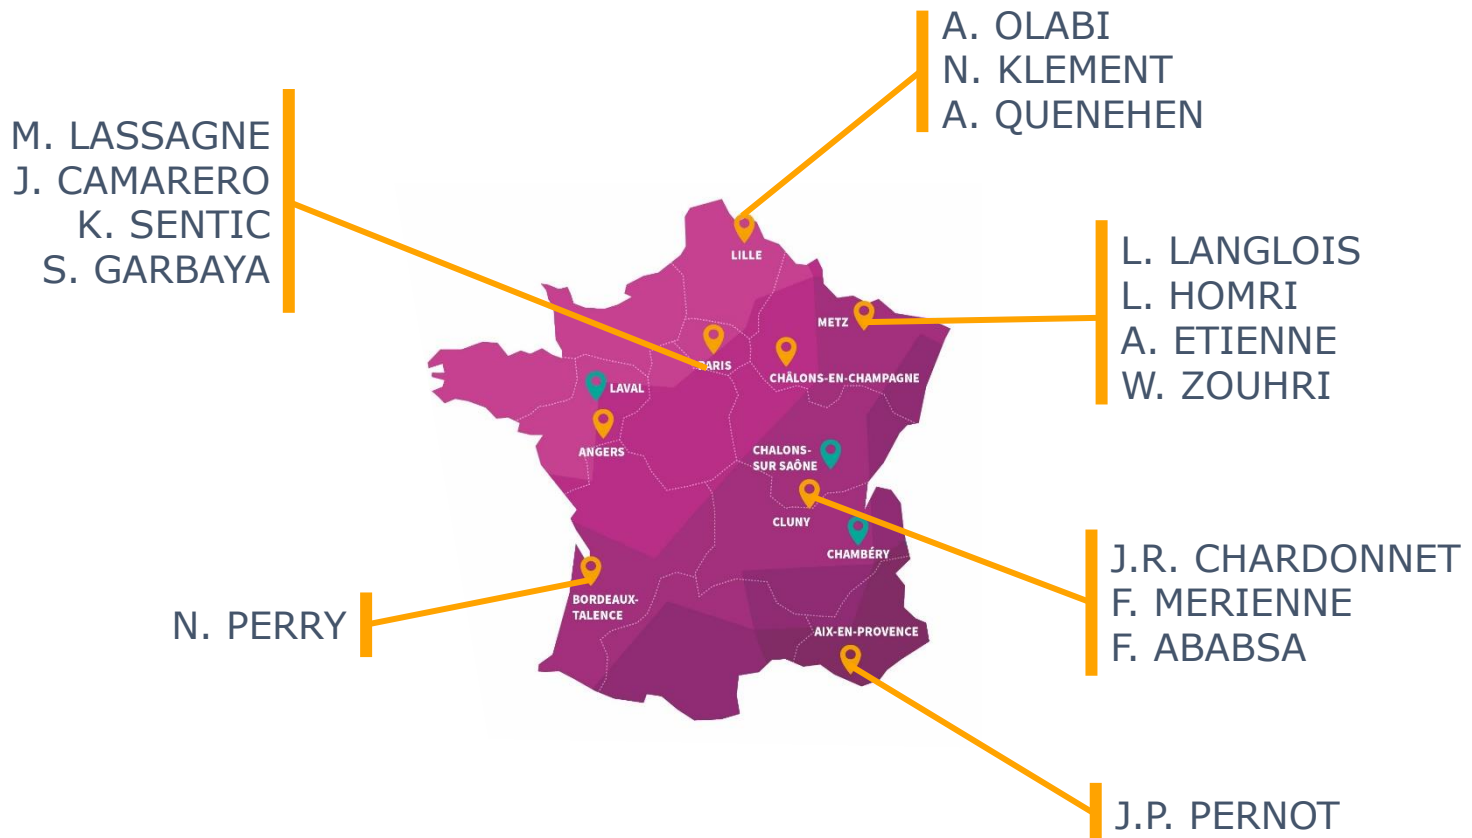 A. OLABI
N. KLEMENT
A. QUENEHEN
M. LASSAGNE
J. CAMARERO
K. SENTIC
S. GARBAYA
L. LANGLOIS
L. HOMRI
A. ETIENNE
W. ZOUHRI
LILLE
METZ
PARIS
CHÂLONS-EN-CHAMPAGNE
LAVAL
ANGERS
CHALONS-
SUR SAÔNE
CLUNY
CHAMBÉRY
BORDEAUX-
TALENCE
AIX-EN-PROVENCE
J.R. CHARDONNET
F. MERIENNE
F. ABABSA
N. PERRY
J.P. PERNOT